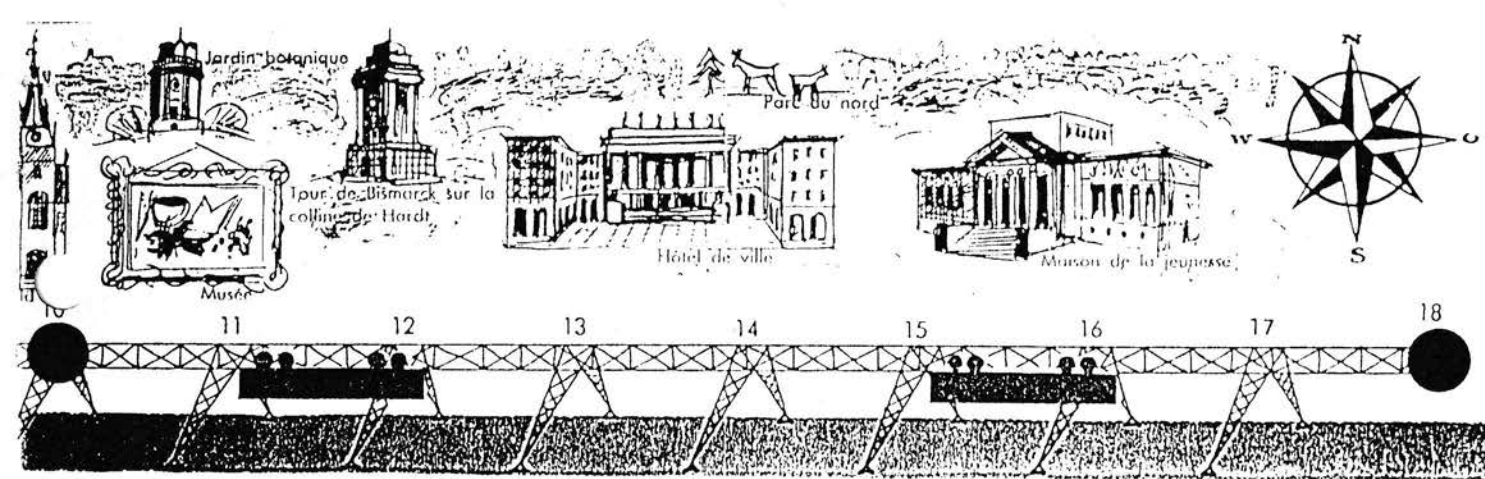 Jardin botanique
Parc du nord
Tour de Bismarck sur la
colline de Hardt
Hôtel de ville
Maison de la jeunesse
Musée
N
W
O
S
10
11
12
13
14
15
16
17
18